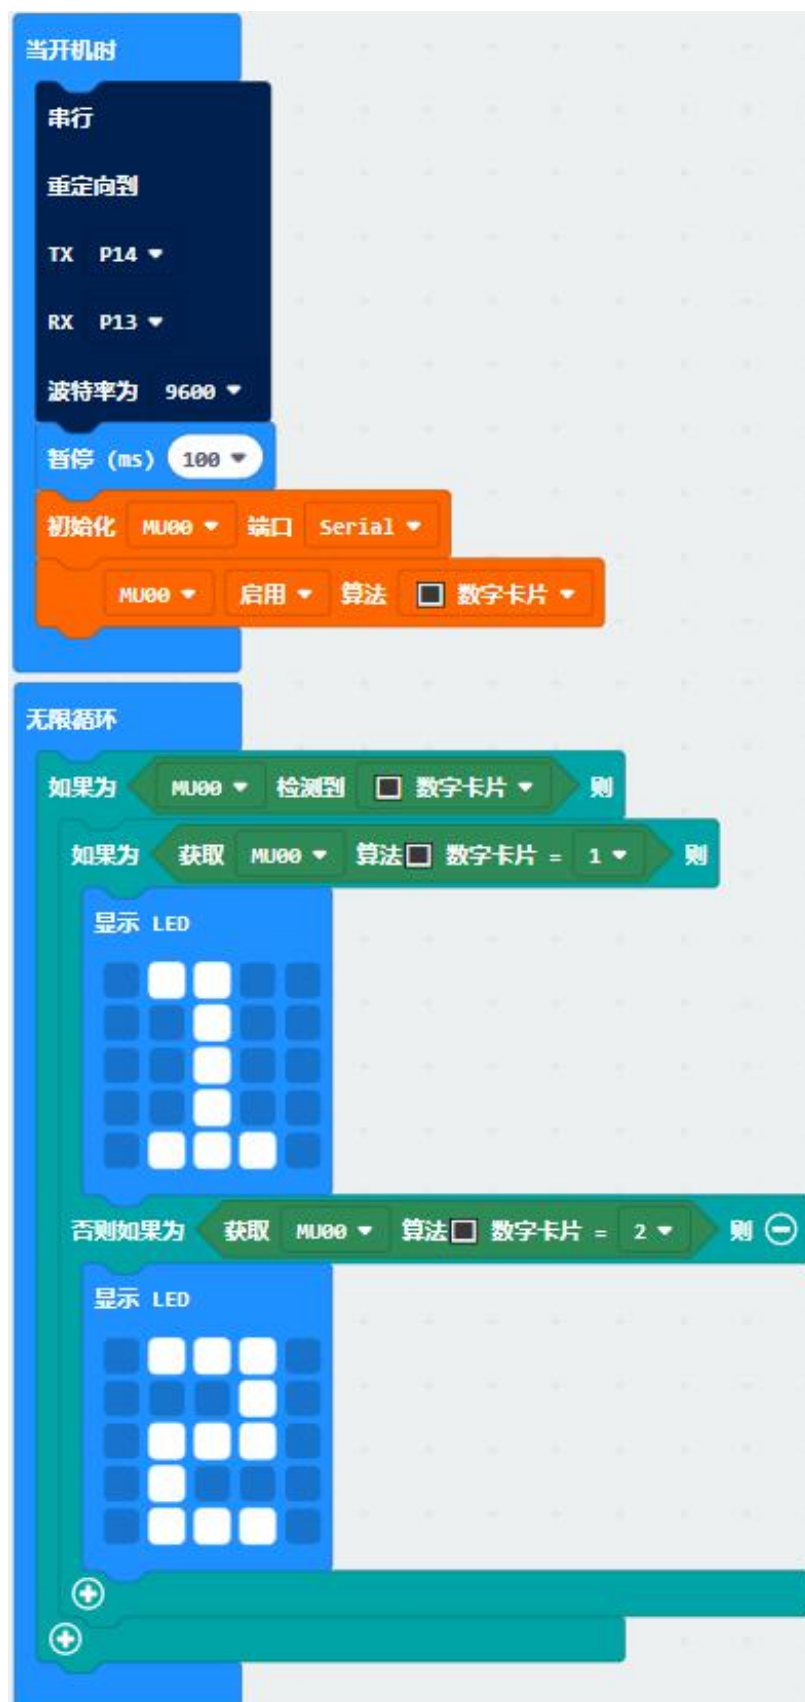 当开机时
串行
重定向到
TX P14
RX P13
波特率为 9600
暂停 (ms) 100
初始化 MU00 端口 Serial
MU00 启用 算法 数字卡片
无限循环
如果为 MU00 检测到 数字卡片 则
如果为 获取 MU00 算法 数字卡片 = 1 则
显示 LED
否则如果为 获取 MU00 算法 数字卡片 = 2 则
显示 LED